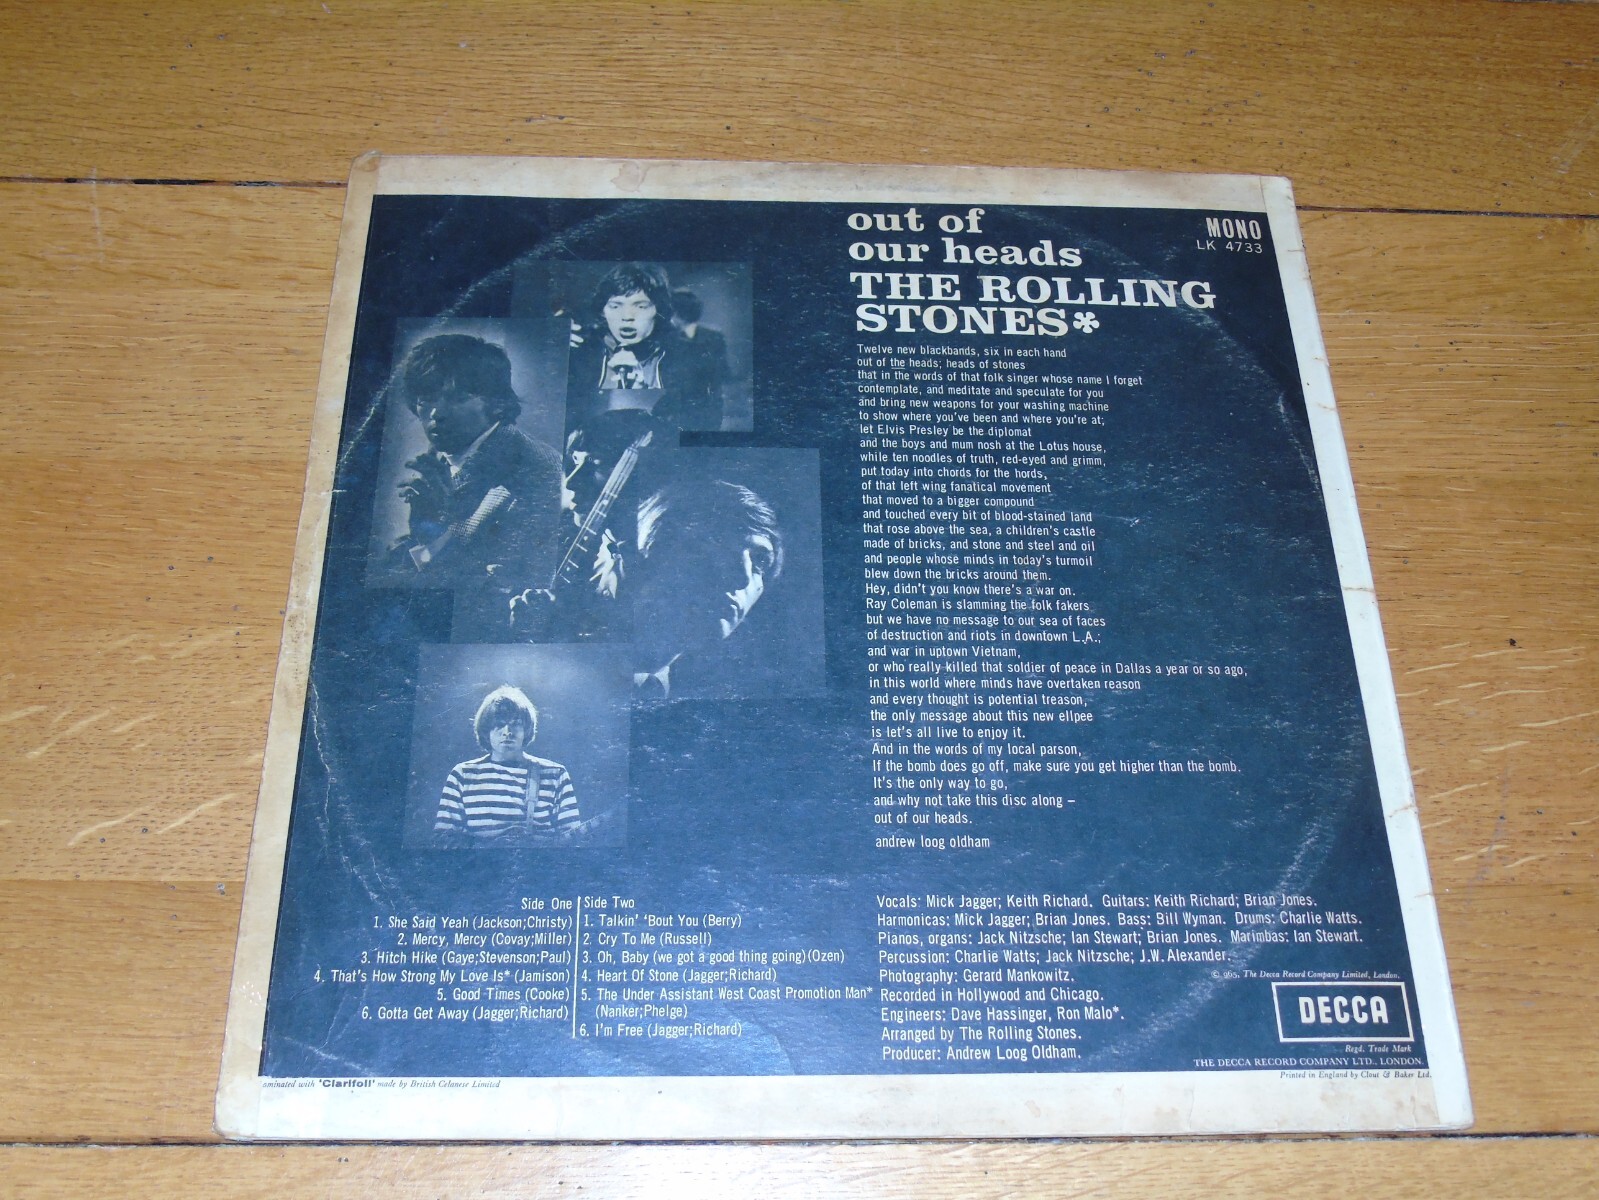 out of
our heads
THE ROLLING
STONES*
MONO
LK 4733
Twelve new blackbands, six in each hand
out of the heads; heads of stones
that in the words of that folk singer whose name I forget
contemplate, and meditate and speculate for you
and bring new weapons for your washing machine
to show where you've been and where you're at;
let Elvis Presley be the diplomat
and the boys and mum nosh at the Lotus house,
while ten noodles of truth, red-eyed and grimm,
put today into chords for the hords,
of that left wing fanatical movement
that moved to a bigger compound
and touched every bit of blood-stained land
that rose above the sea, a children's castle
made of bricks, and stone and steel and oil
and people whose minds in today's turmoil
blew down the bricks around them.
Hey, didn't you know there's a war on.
Ray Coleman is slamming the folk fakers
but we have no message to our sea of faces
of destruction and riots in downtown L.A.;
and war in uptown Vietnam,
or who really killed that soldier of peace in Dallas a year or so ago,
in this world where minds have overtaken reason
and every thought is potential treason,
the only message about this new ellpee
is let's all live to enjoy it.
And in the words of my local parson,
If the bomb does go off, make sure you get higher than the bomb.
It's the only way to go,
and why not take this disc along –
out of our heads.
andrew loog oldham
Side One
1. She Said Yeah (Jackson;Christy)
2. Mercy, Mercy (Covay;Miller)
3. Hitch Hike (Gaye;Stevenson;Paul)
4. That's How Strong My Love Is* (Jamison)
5. Good Times (Cooke)
6. Gotta Get Away (Jagger;Richard)
Side Two
1. Talkin' 'Bout You (Berry)
2. Cry To Me (Russell)
3. Oh, Baby (we got a good thing going)(Ozen)
4. Heart Of Stone (Jagger;Richard)
5. The Under Assistant West Coast Promotion Man*
(Nanker;Phelge)
6. I'm Free (Jagger;Richard)
Vocals: Mick Jagger; Keith Richard. Guitars: Keith Richard; Brian Jones.
Harmonicas: Mick Jagger; Brian Jones. Bass: Bill Wyman. Drums: Charlie Watts.
Pianos, organs: Jack Nitzsche; Ian Stewart; Brian Jones. Marimbas: Ian Stewart.
Percussion: Charlie Watts; Jack Nitzsche; J.W. Alexander.
Photography: Gerard Mankowitz.
Recorded in Hollywood and Chicago.
Engineers: Dave Hassinger, Ron Malo*.
Arranged by The Rolling Stones.
Producer: Andrew Loog Oldham.
The Decca Record Company Limited, London.
DECCA
Regd. Trade Mark
THE DECCA RECORD COMPANY LTD., LONDON.
Printed in England by Clout & Baker Ltd.
ominated with 'Clarifoil' made by British Celanese Limited